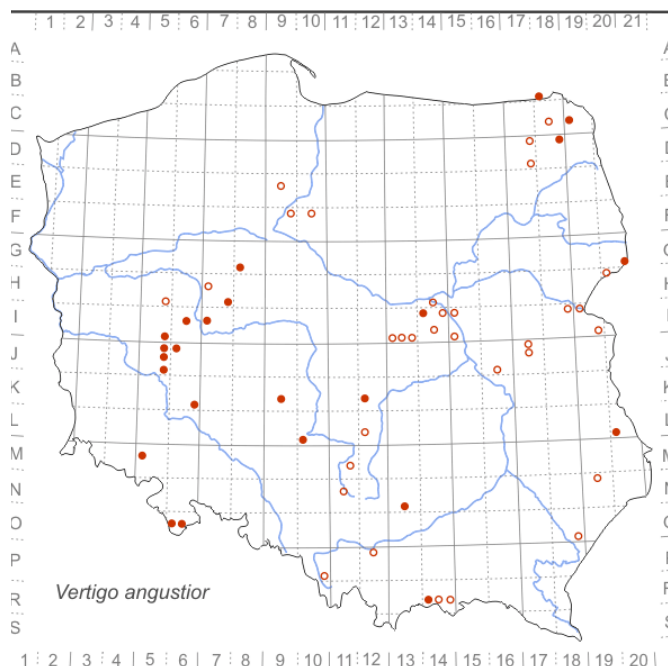 1 2 3 4 5 6 7 8 9 10 11 12 13 14 15 16 17 18 19 20 21
A
B
C
D
E
F
G
H
I
J
K
L
M
N
O
P
R
S
Vertigo angustior
1 2 3 4 5 6 7 8 9 10 11 12 13 14 15 16 17 18 19 20